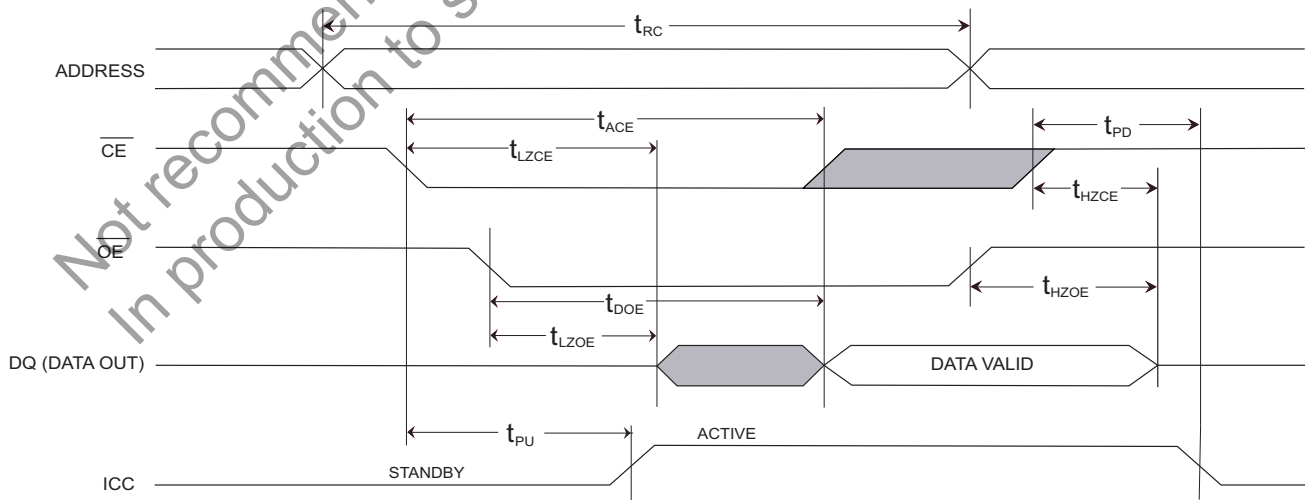 Not recommen
In production to s
tRC
ADDRESS
tACE
tPD
CE
tLZCE
tHZCE
OE
tHZOE
tDOE
tLZOE
DQ (DATA OUT)
DATA VALID
tPU
ACTIVE
STANDBY
ICC